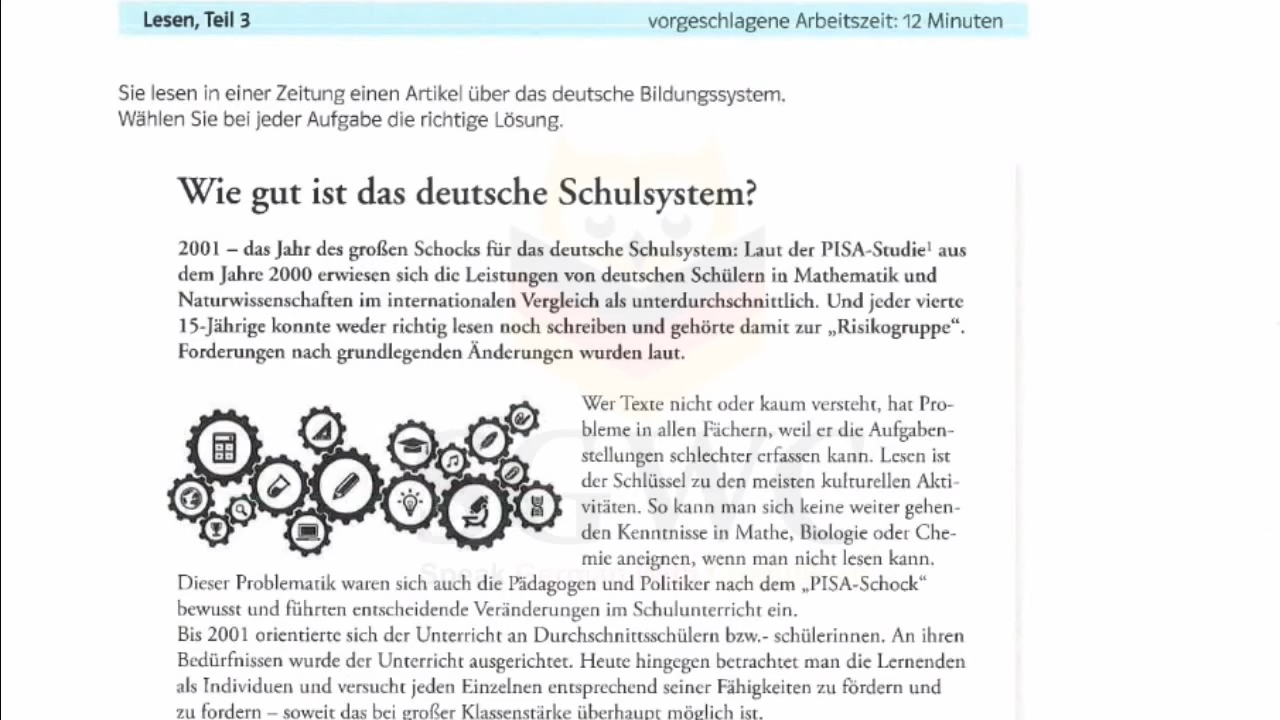 Lesen, Teil 3 vorgeschlagene Arbeitszeit: 12 Minuten
Sie lesen in einer Zeitung einen Artikel über das deutsche Bildungssystem.
Wählen Sie bei jeder Aufgabe die richtige Lösung.
Wie gut ist das deutsche Schulsystem?
2001 – das Jahr des großen Schocks für das deutsche Schulsystem: Laut der PISA-Studie¹ aus
dem Jahre 2000 erwiesen sich die Leistungen von deutschen Schülern in Mathematik und
Naturwissenschaften im internationalen Vergleich als unterdurchschnittlich. Und jeder vierte
15-Jährige konnte weder richtig lesen noch schreiben und gehörte damit zur „Risikogruppe“.
Forderungen nach grundlegenden Änderungen wurden laut.
Wer Texte nicht oder kaum versteht, hat Pro-
bleme in allen Fächern, weil er die Aufgaben-
stellungen schlechter erfassen kann. Lesen ist
der Schlüssel zu den meisten kulturellen Akti-
vitäten. So kann man sich keine weiter gehen-
den Kenntnisse in Mathe, Biologie oder Che-
mie aneignen, wenn man nicht lesen kann.
Dieser Problematik waren sich auch die Pädagogen und Politiker nach dem „PISA-Schock“
bewusst und führten entscheidende Veränderungen im Schulunterricht ein.
Bis 2001 orientierte sich der Unterricht an Durchschnittsschülern bzw.- schülerinnen. An ihren
Bedürfnissen wurde der Unterricht ausgerichtet. Heute hingegen betrachtet man die Lernenden
als Individuen und versucht jeden Einzelnen entsprechend seiner Fähigkeiten zu fördern und
zu fordern – soweit das bei großer Klassenstärke überhaupt möglich ist.